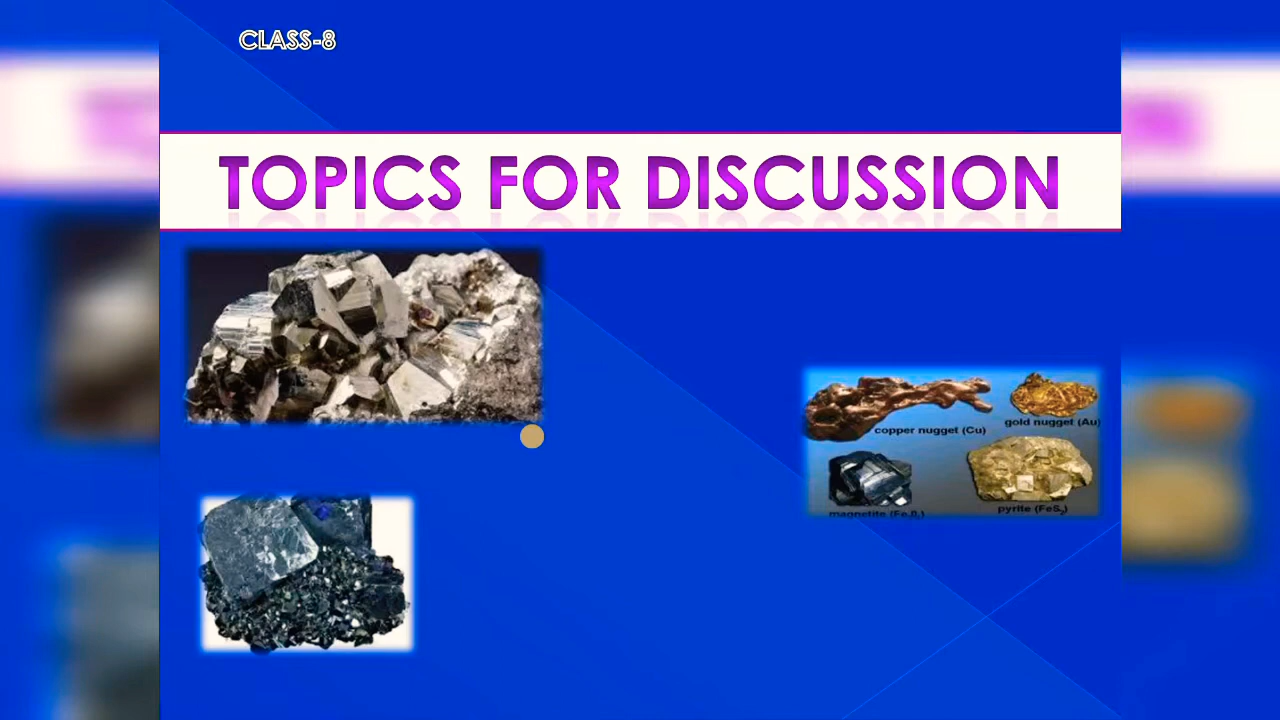 CLASS-8
TOPICS FOR DISCUSSION
copper nugget (Cu)
gold nugget (Au)
magnetite
pyrite (FeS₂)